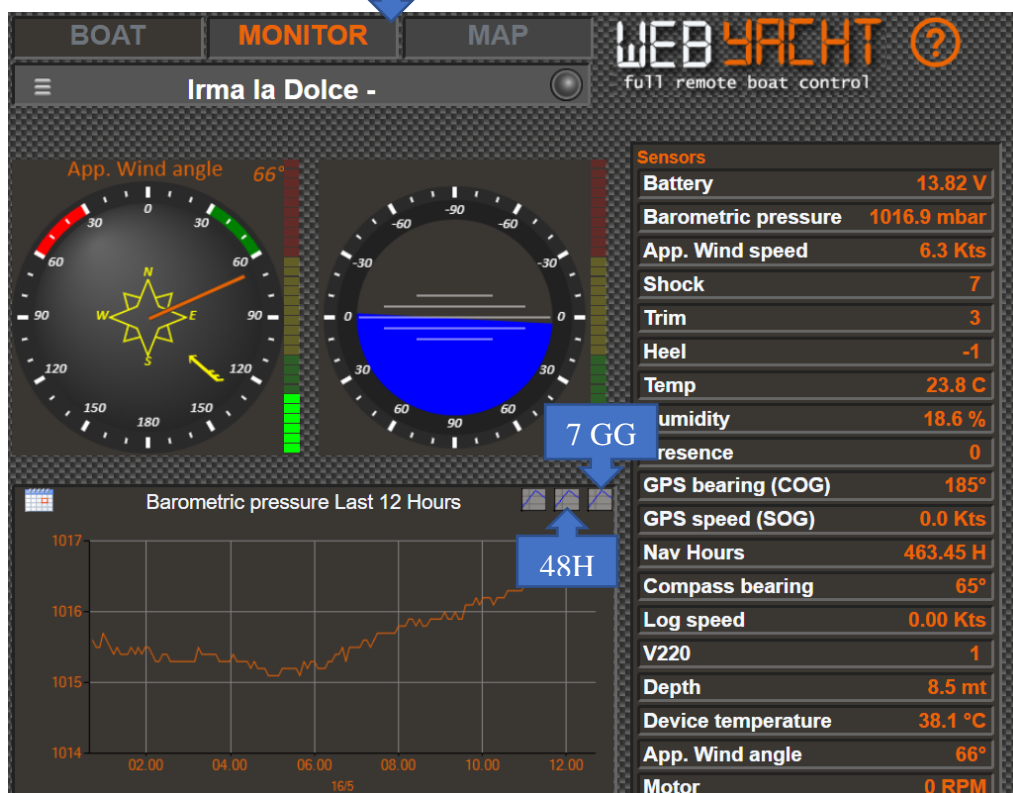 BOAT
MONITOR
MAP
WEB YACHT
full remote boat control
?
Irma la Dolce -
App. Wind angle 66°
0
30 30
60 60
90 90
120 120
150 150
180
N
W E
S
-90
-60 -60
-30 -30
0 0
30 30
60 60
90
7 GG
Barometric pressure Last 12 Hours
48H
1017
1016
1015
1014
02.00 04.00 06.00 08.00 10.00 12.00
16/5
Sensors
Battery 13.82 V
Barometric pressure 1016.9 mbar
App. Wind speed 6.3 Kts
Shock 7
Trim 3
Heel -1
Temp 23.8 C
umidity 18.6 %
resence 0
GPS bearing (COG) 185°
GPS speed (SOG) 0.0 Kts
Nav Hours 463.45 H
Compass bearing 65°
Log speed 0.00 Kts
V220 1
Depth 8.5 mt
Device temperature 38.1 °C
App. Wind angle 66°
Motor 0 RPM